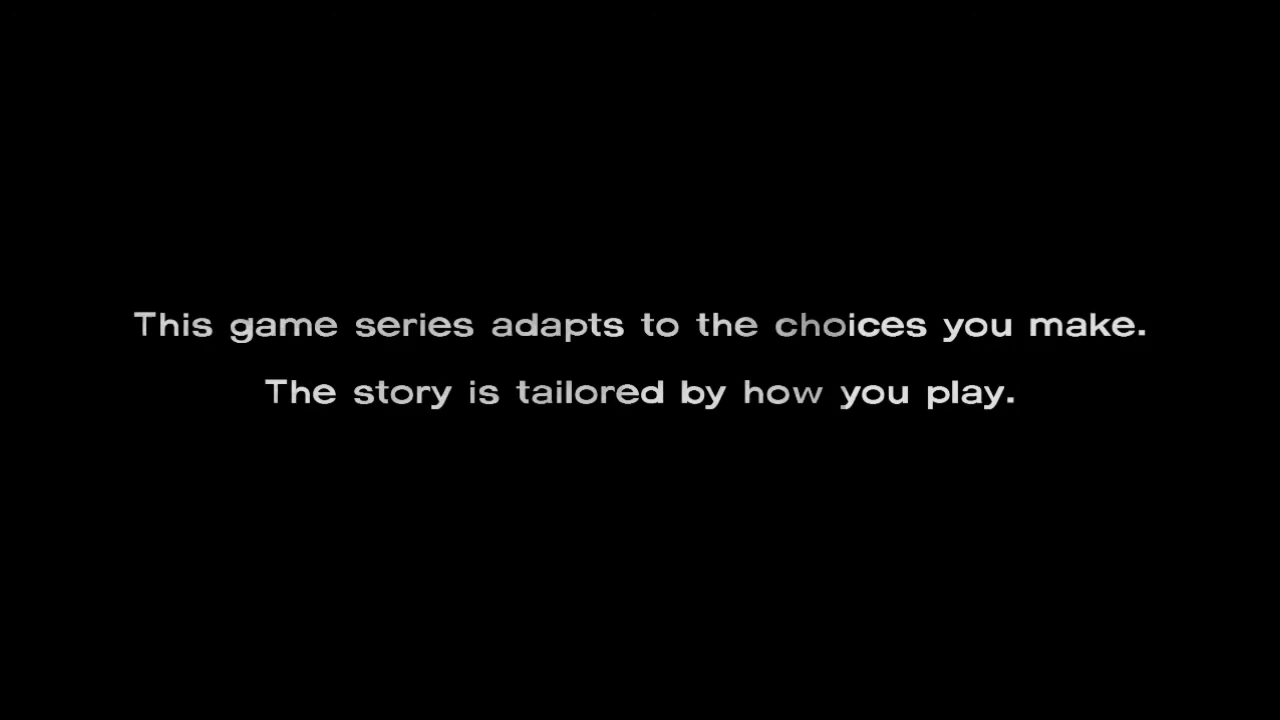 This game series adapts to the choices you make.
The story is tailored by how you play.